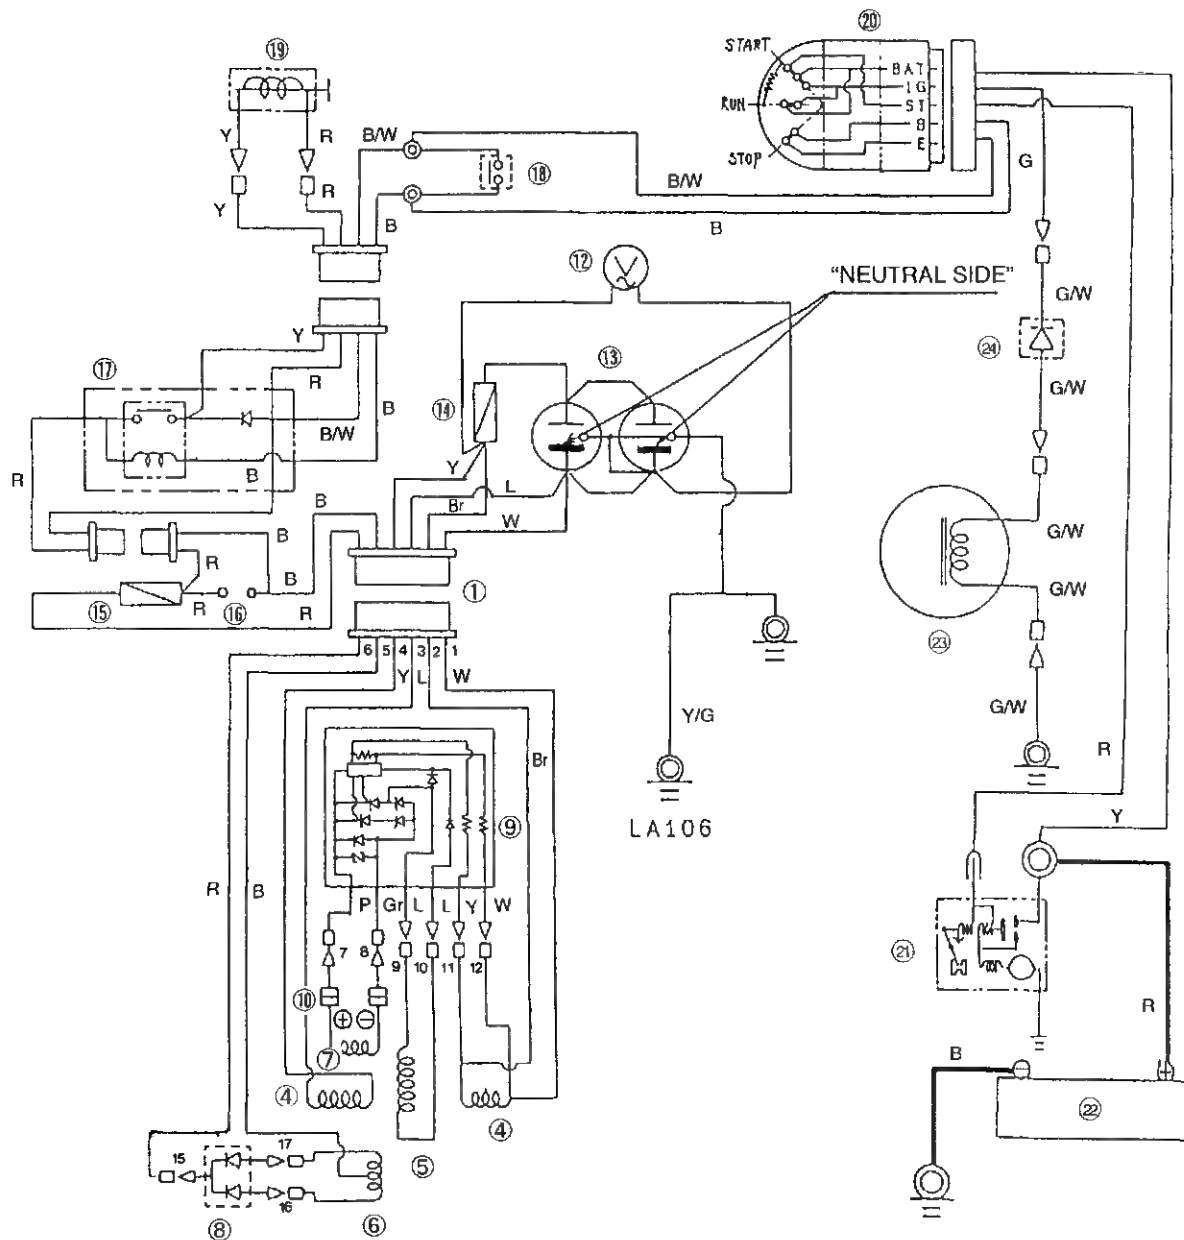 ⑲
⑳
START
BAT
IG
RUN
ST
B
STOP
E
Y
R
B/W
⑱
G
Y
R
B/W
B
B
⑫
"NEUTRAL SIDE"
G/W
Y
⑰
R
⑬
㉔
G/W
B
⑭
B/W
R
B
Y
L
B
Br
W
G/W
B
R
B
①
G/W
⑮
R
⑯
R
㉓
6
5
4
3
2
1
Y
L
W
G/W
Y/G
R
Br
LA106
⑨
Y
R
B
P
Gr
L
L
Y
W
㉑
7
8
9
10
11
12
⑩
⊕
⊖
R
⑦
B
④
④
㉒
17
15
⑤
16
⑧
⑥